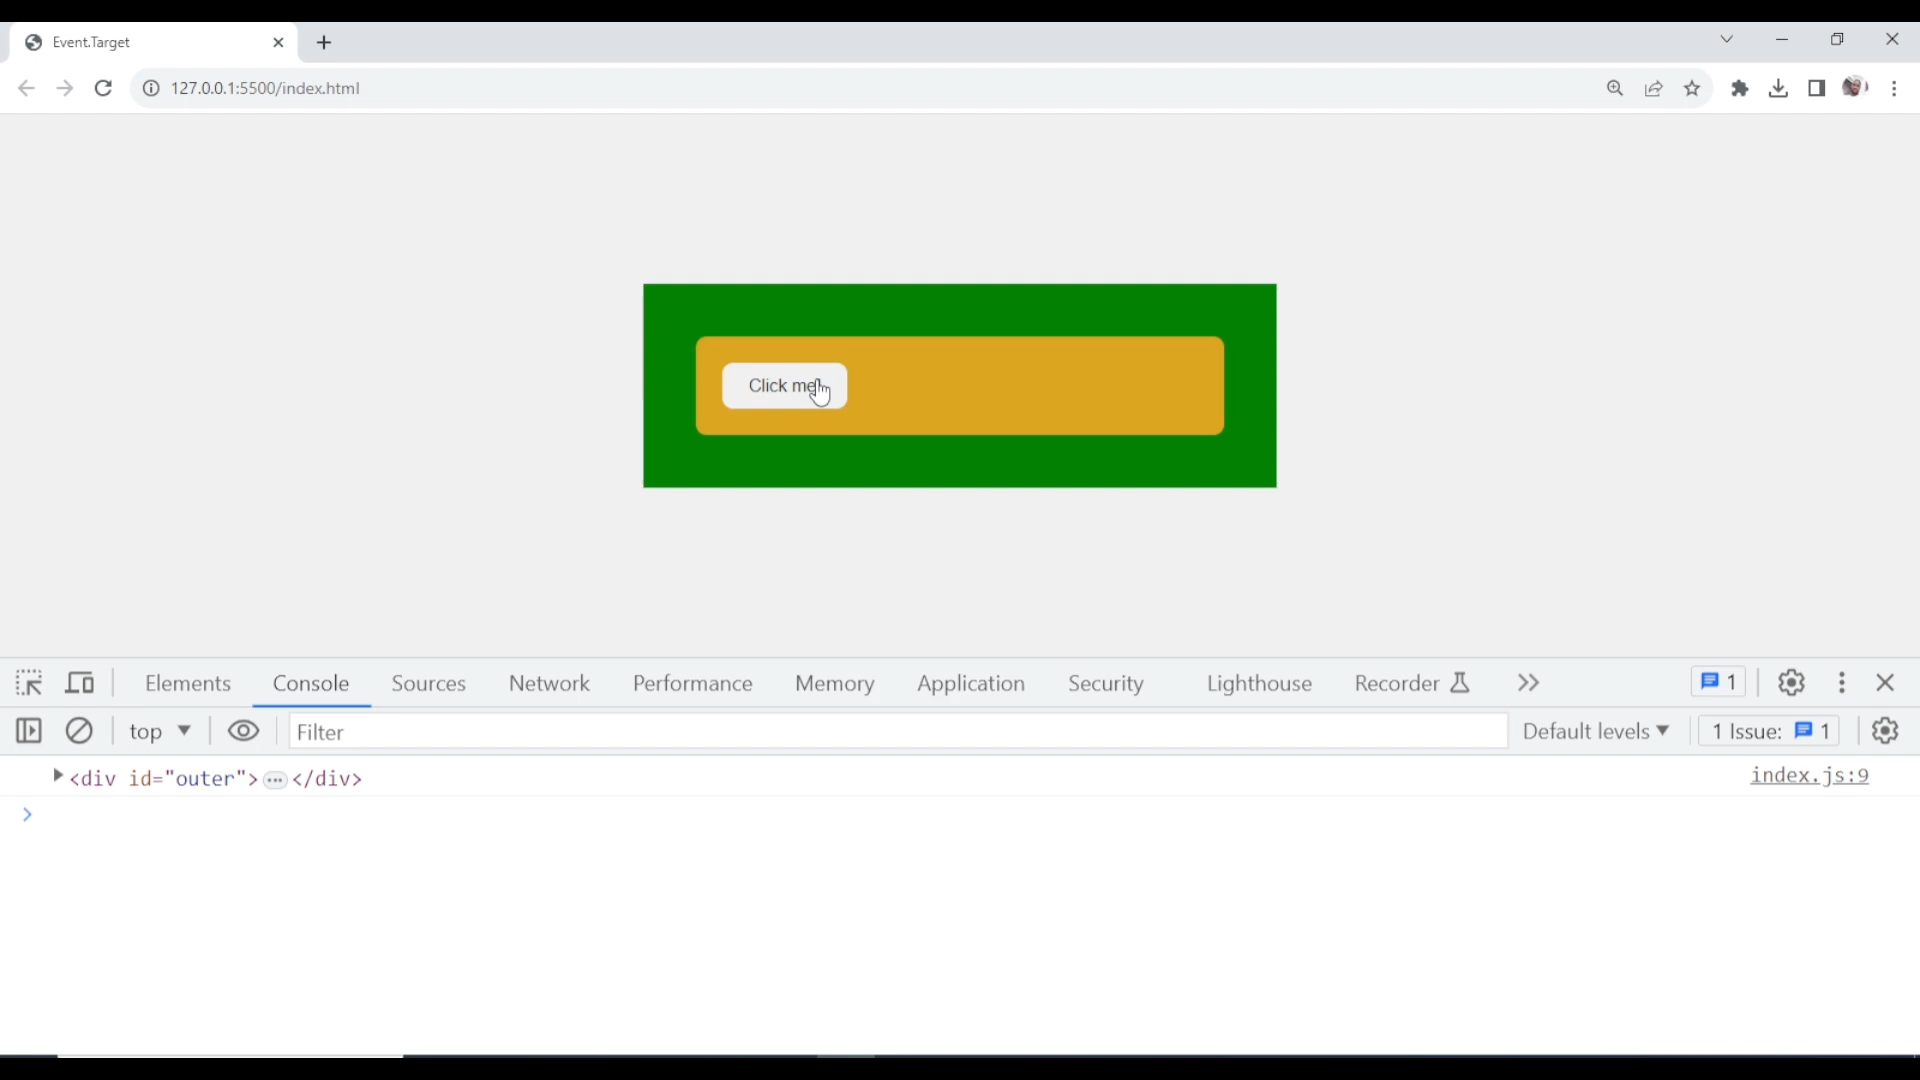 Event.Target
127.0.0.1:5500/index.html
Click me!
Elements Console Sources Network Performance Memory Application Security Lighthouse Recorder 1
top Filter Default levels 1 Issue: 1
<div id="outer">…</div> index.js:9